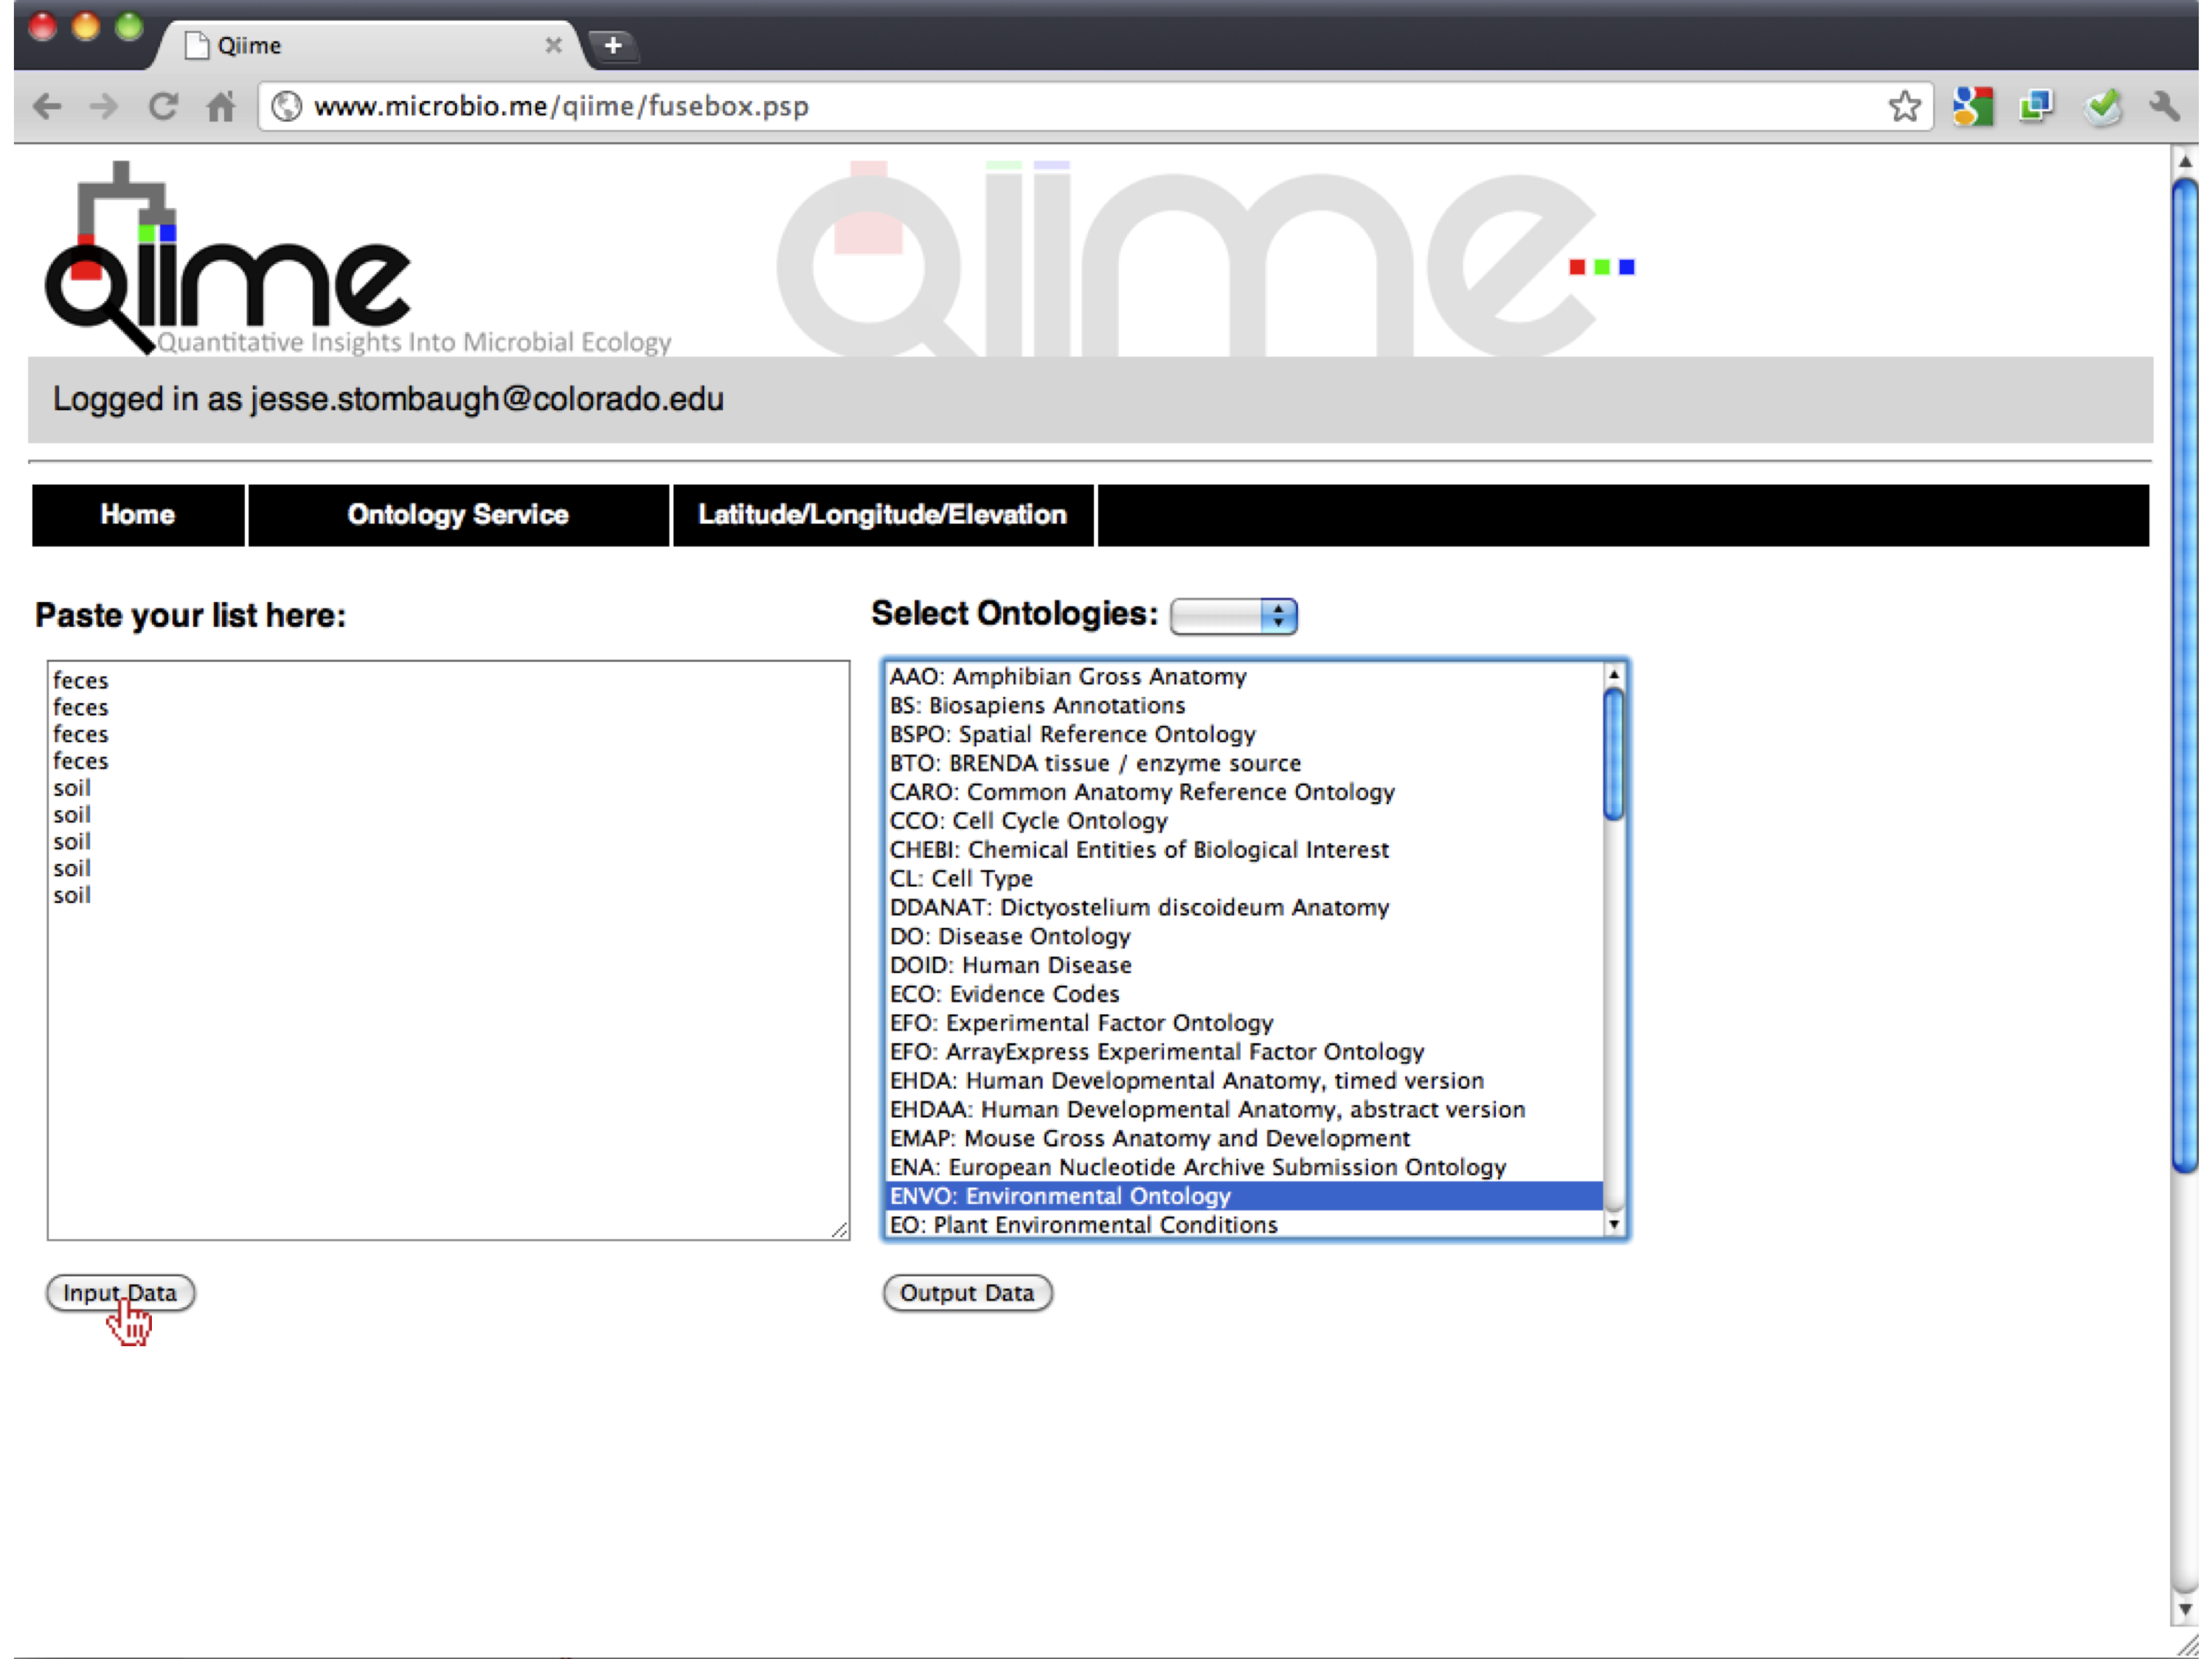 Qiime
www.microbio.me/qiime/fusebox.psp
Qiime
Qiime
Quantitative Insights Into Microbial Ecology
Logged in as jesse.stombaugh@colorado.edu
Home Ontology Service Latitude/Longitude/Elevation
Paste your list here:
feces
feces
feces
feces
soil
soil
soil
soil
soil
Input Data
Select Ontologies:
AAO: Amphibian Gross Anatomy
BS: Biosapiens Annotations
BSPO: Spatial Reference Ontology
BTO: BRENDA tissue / enzyme source
CARO: Common Anatomy Reference Ontology
CCO: Cell Cycle Ontology
CHEBI: Chemical Entities of Biological Interest
CL: Cell Type
DDANAT: Dictyostelium discoideum Anatomy
DO: Disease Ontology
DOID: Human Disease
ECO: Evidence Codes
EFO: Experimental Factor Ontology
EFO: ArrayExpress Experimental Factor Ontology
EHDA: Human Developmental Anatomy, timed version
EHDAA: Human Developmental Anatomy, abstract version
EMAP: Mouse Gross Anatomy and Development
ENA: European Nucleotide Archive Submission Ontology
ENVO: Environmental Ontology
EO: Plant Environmental Conditions
Output Data